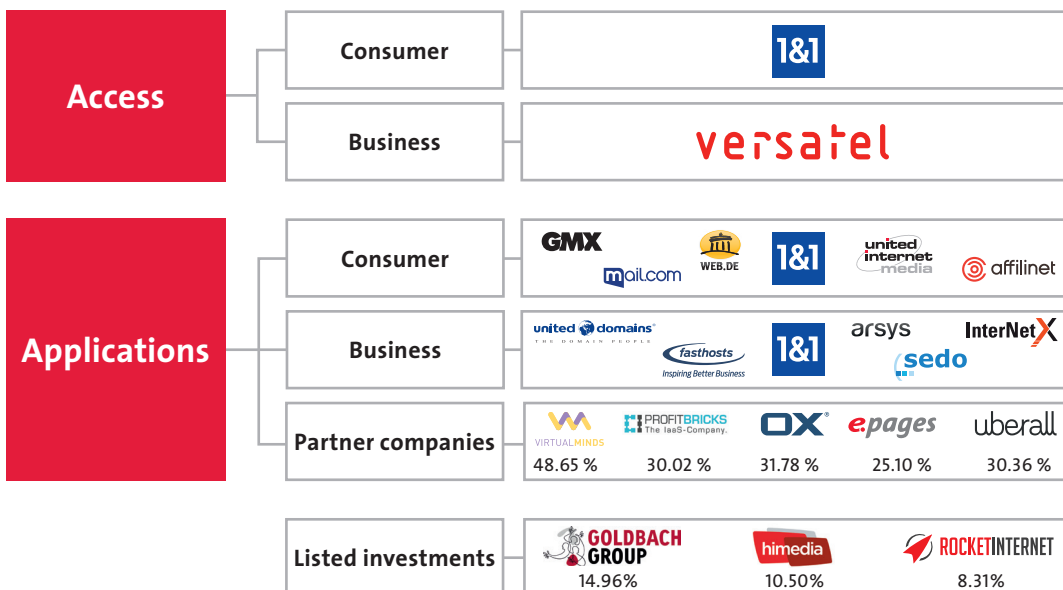 Access
Consumer
1&1
Business
versatel
Applications
Consumer
GMX
mail.com
WEB.DE
1&1
united
internet
media
affilinet
Business
united domains®
THE DOMAIN PEOPLE
fasthosts
Inspiring Better Business
1&1
arsys
sedo
InterNetX
Partner companies
VIRTUALMINDS
48.65 %
PROFITBRICKS
The IaaS-Company.
30.02 %
OX®
31.78 %
e.pages
25.10 %
uberall
30.36 %
Listed investments
GOLDBACH
GROUP
14.96%
himedia
10.50%
ROCKETINTERNET
8.31%